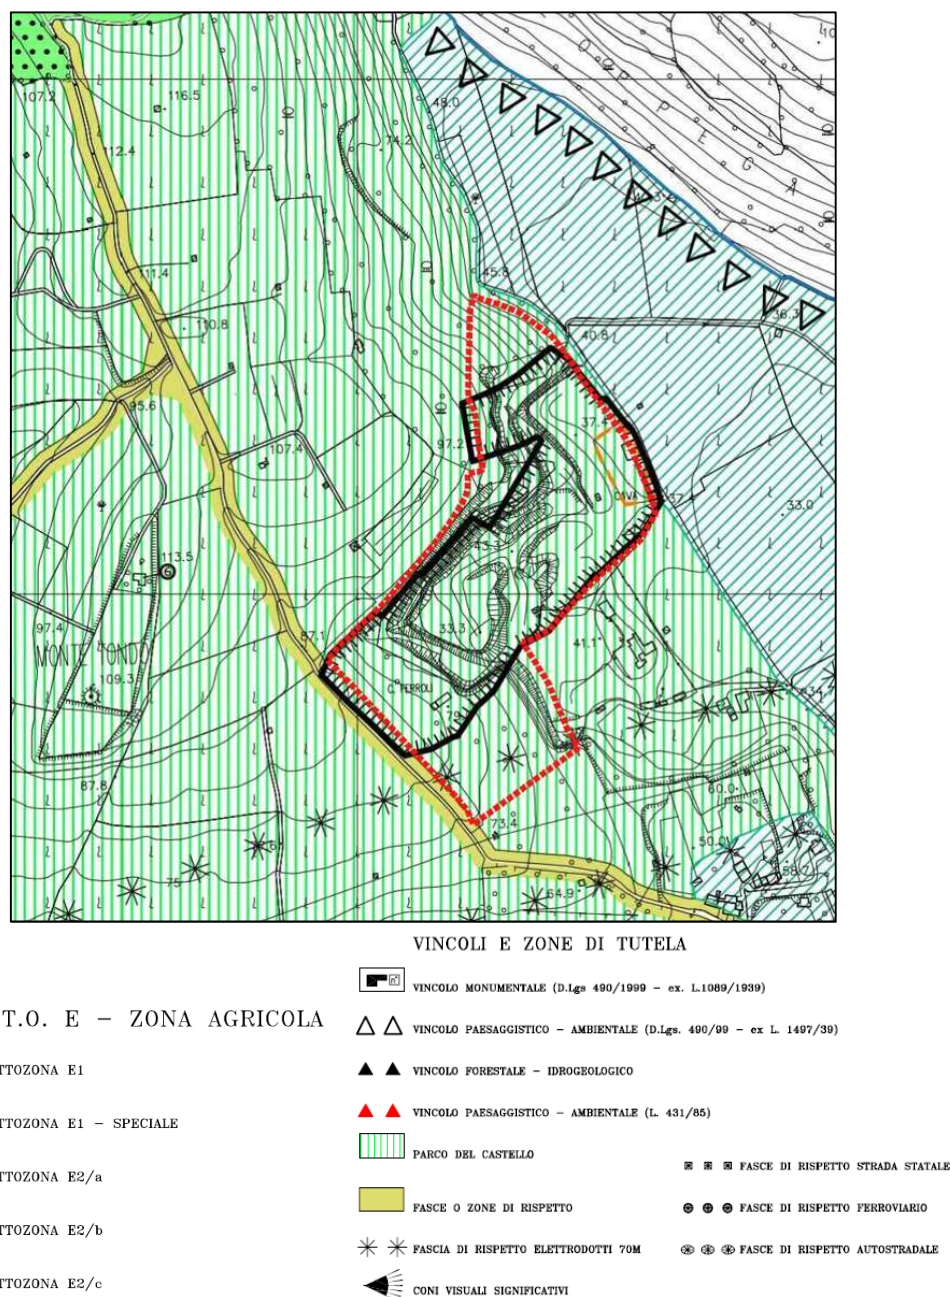 107.2
116.5
48.0
74.2
112.4
O
P
E
G
A
45.8
111.4
110.8
36.3
40.8
95.6
37.4
97.2
107.4
CAVA
37.4
33.0
43.3
113.5
6
97.4
87.1
33.3
41.1
MONTE TONDO
109.3
C. FERROLI
79
87.8
60.0
73.4
50.0
75
64.9
VINCOLI E ZONE DI TUTELA
VINCOLO MONUMENTALE (D.Lgs 490/1999 – ex. L.1089/1939)
T.O. E – ZONA AGRICOLA
VINCOLO PAESAGGISTICO – AMBIENTALE (D.Lgs. 490/99 – ex L. 1497/39)
TTOZONA E1
VINCOLO FORESTALE – IDROGEOLOGICO
VINCOLO PAESAGGISTICO – AMBIENTALE (L. 431/85)
TTOZONA E1 – SPECIALE
PARCO DEL CASTELLO
FASCE DI RISPETTO STRADA STATALE
TTOZONA E2/a
FASCE O ZONE DI RISPETTO
FASCE DI RISPETTO FERROVIARIO
TTOZONA E2/b
FASCIA DI RISPETTO ELETTRODOTTI 70M
FASCE DI RISPETTO AUTOSTRADALE
TTOZONA E2/c
CONI VISUALI SIGNIFICATIVI